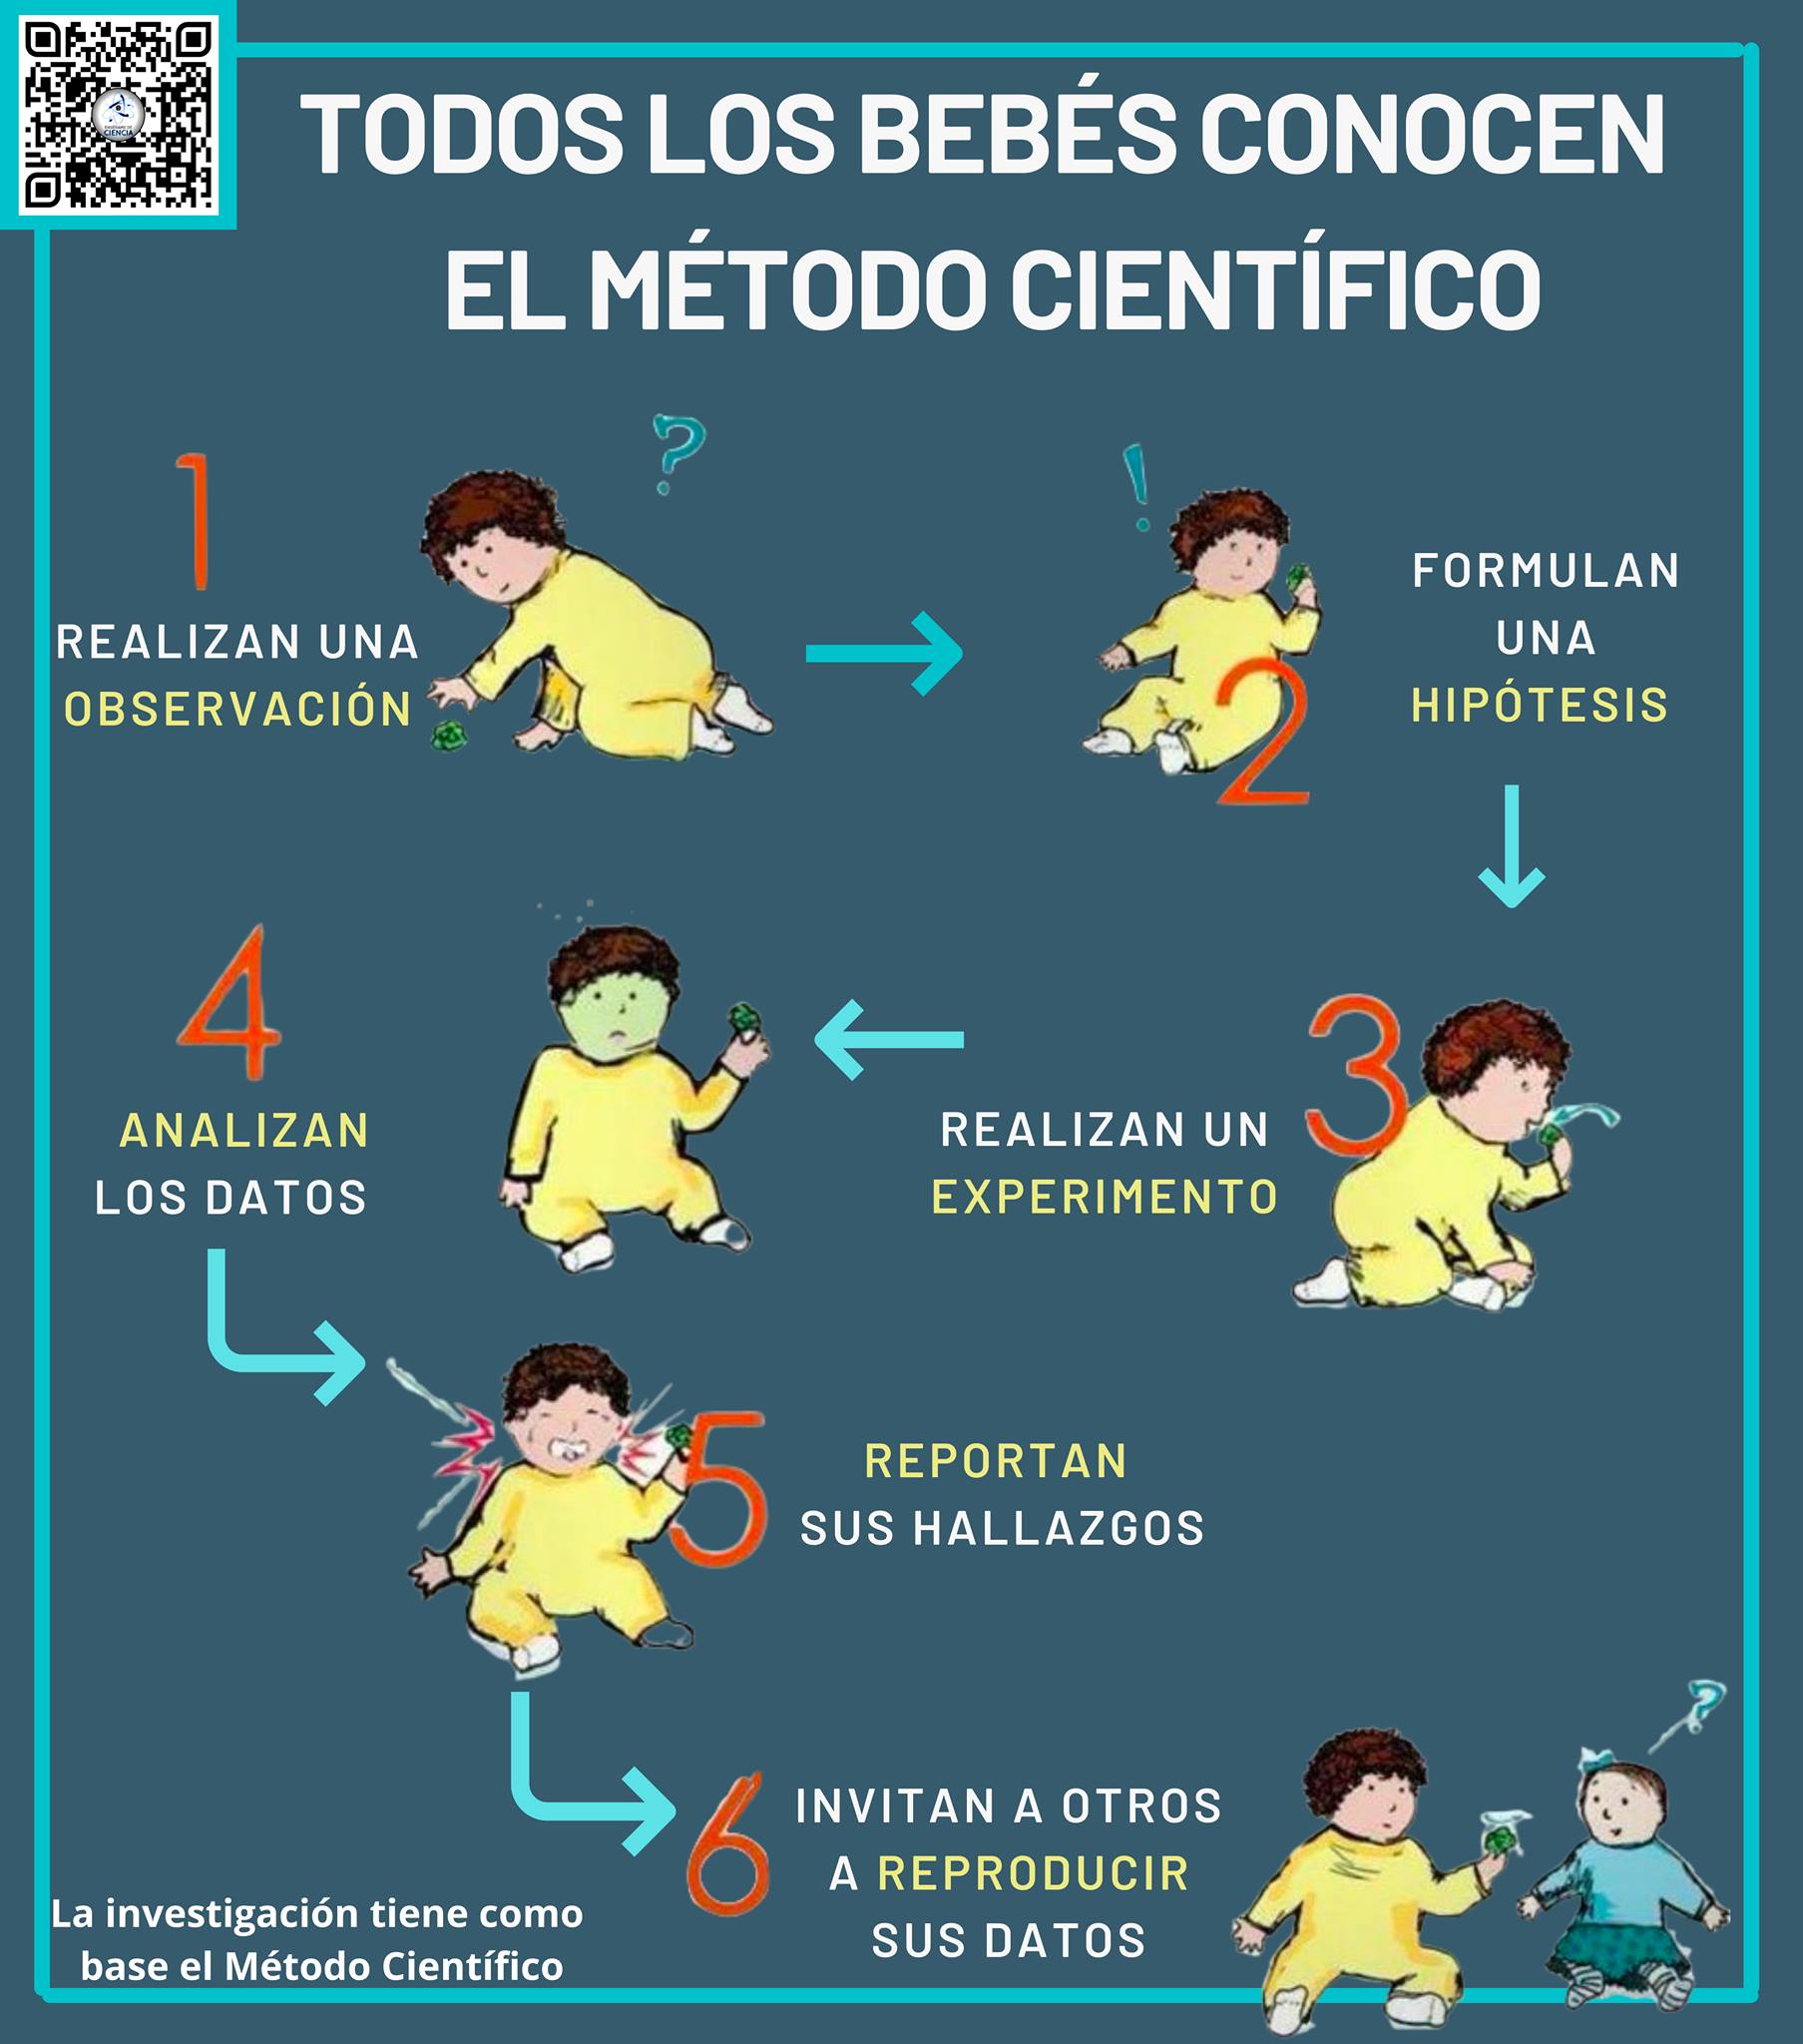 TODOS LOS BEBÉS CONOCEN
EL MÉTODO CIENTÍFICO
?
1
REALIZAN UNA
OBSERVACIÓN
!
2
FORMULAN
UNA
HIPÓTESIS
3
REALIZAN UN
EXPERIMENTO
4
ANALIZAN
LOS DATOS
5
REPORTAN
SUS HALLAZGOS
6
INVITAN A OTROS
A REPRODUCIR
SUS DATOS
?
La investigación tiene como
base el Método Científico
CIENCIA